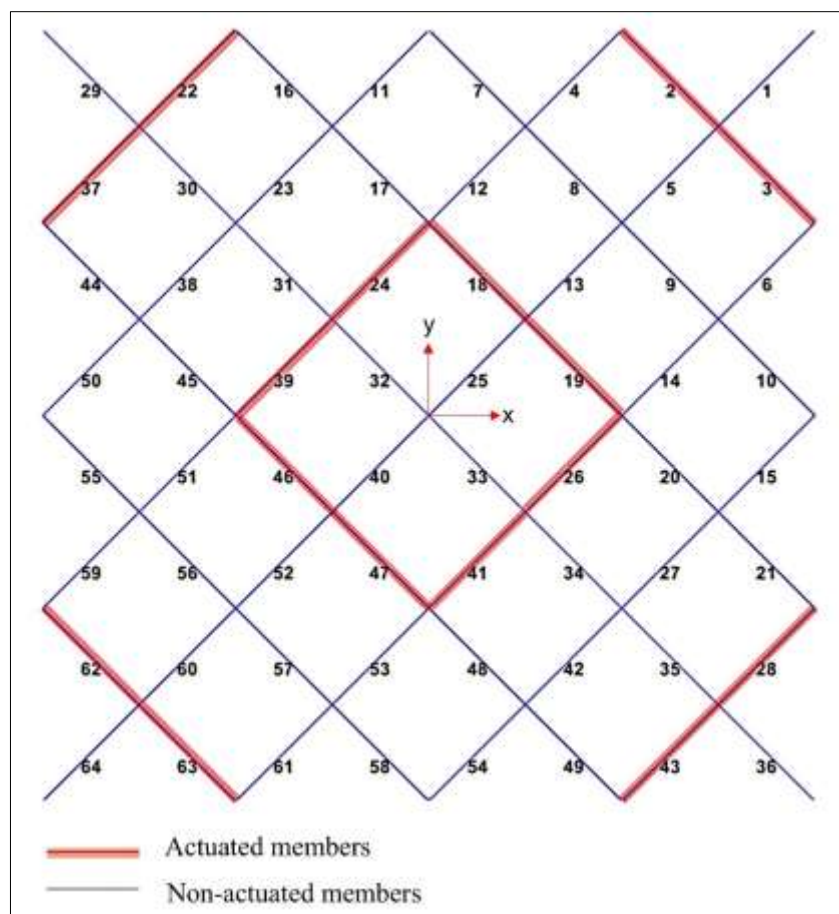 29 22 16 11 7 4 2 1
37 30 23 17 12 8 5 3
44 38 31 24 18 13 9 6
y
50 45 39 32 25 19 14 10
x
55 51 46 40 33 26 20 15
59 56 52 47 41 34 27 21
62 60 57 53 48 42 35 28
64 63 61 58 54 49 43 36
Actuated members
Non-actuated members